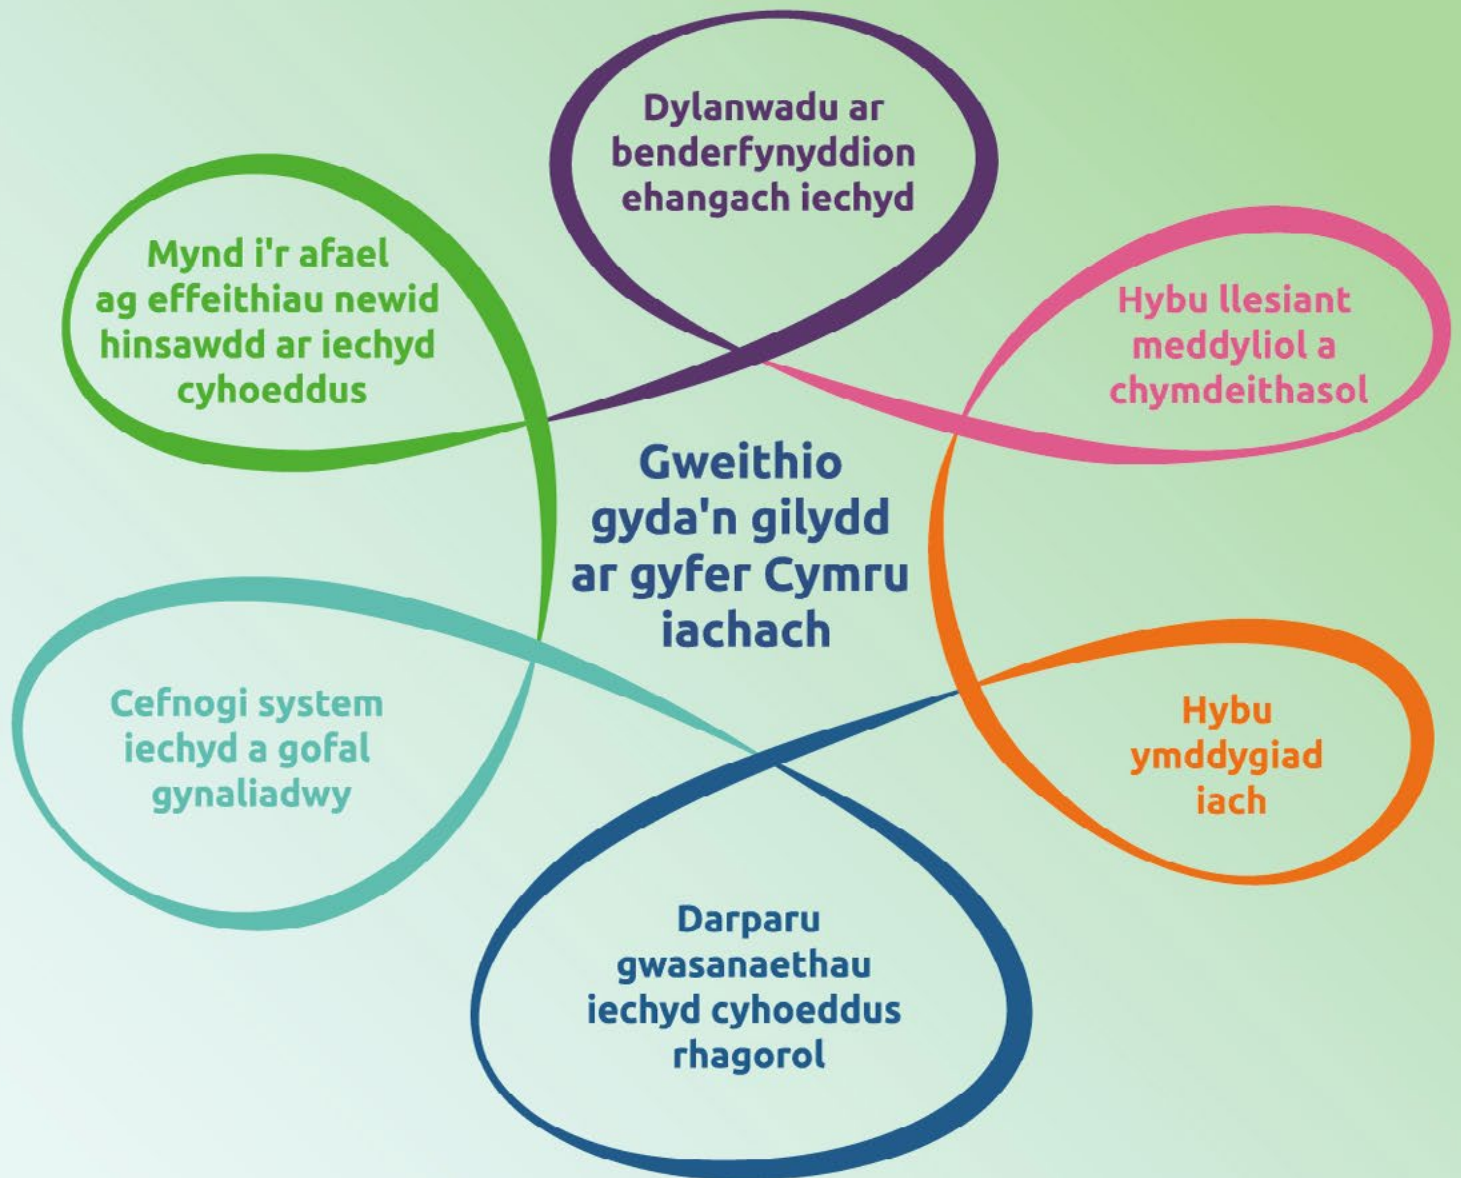 Dylanwadu ar
benderfynyddion
ehangach iechyd
Mynd i'r afael
ag effeithiau newid
hinsawdd ar iechyd
cyhoeddus
Hybu llesiant
meddyliol a
chymdeithasol
Gweithio
gyda'n gilydd
ar gyfer Cymru
iachach
Cefnogi system
iechyd a gofal
gynaliadwy
Hybu
ymddygiad
iach
Darparu
gwasanaethau
iechyd cyhoeddus
rhagorol